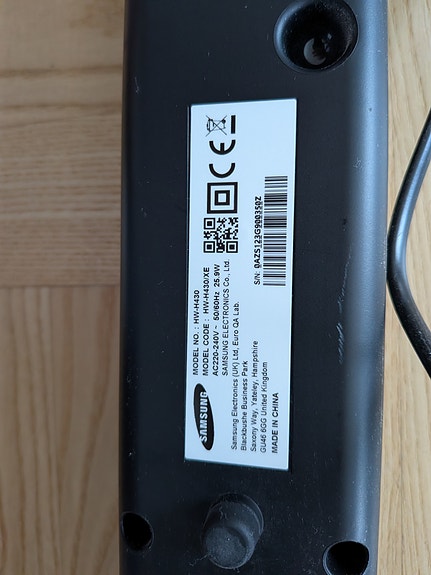 SAMSUNG
MODEL NO. : HW-H430
MODEL CODE : HW-H430/XE
AC220-240V ~ 50/60Hz 25.9W
SAMSUNG ELECTRONICS Co., Ltd.
Samsung Electronics (UK) Ltd, Euro QA Lab.
Blackbushe Business Park
Saxony Way, Yateley, Hampshire
GU46 6GG United Kingdom
MADE IN CHINA
CE
S/N: 0AZS123G900350Z